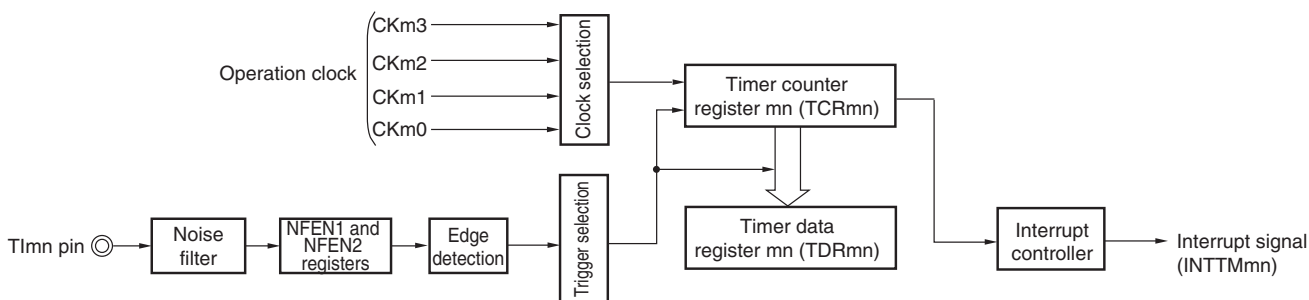 CKm3
CKm2
Operation clock
CKm1
CKm0
Clock selection
Timer counter
register mn (TCRmn)
TImn pin
Noise
filter
NFEN1 and
NFEN2
registers
Edge
detection
Trigger selection
Timer data
register mn (TDRmn)
Interrupt
controller
Interrupt signal
(INTTMmn)